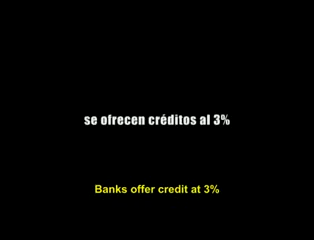 se ofrecen créditos al 3%
Banks offer credit at 3%